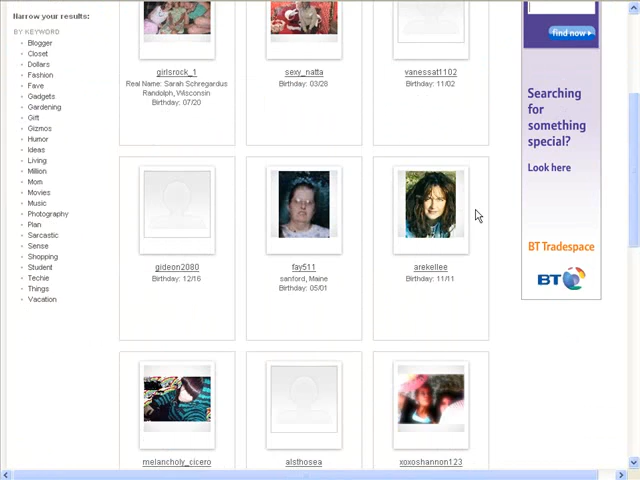 Narrow your results:
BY KEYWORD
Blogger
Closet
Dollars
Fashion
Fave
Gadgets
Gardening
Gift
Gizmos
Humor
Ideas
Living
Million
Mom
Movies
Music
Photography
Plan
Sarcastic
Sense
Shopping
Student
Techie
Things
Vacation
girlsrock_1
Real Name: Sarah Schregardus
Randolph, Wisconsin
Birthday: 07/20
sexy_natta
Birthday: 03/28
vanessat1102
Birthday: 11/02
gideon2080
Birthday: 12/16
fay511
sanford, Maine
Birthday: 05/01
arekellee
Birthday: 11/11
melancholy_cicero
alsthosea
xoxoshannon123
find now
Searching
for
something
special?
Look here
BT Tradespace
BT